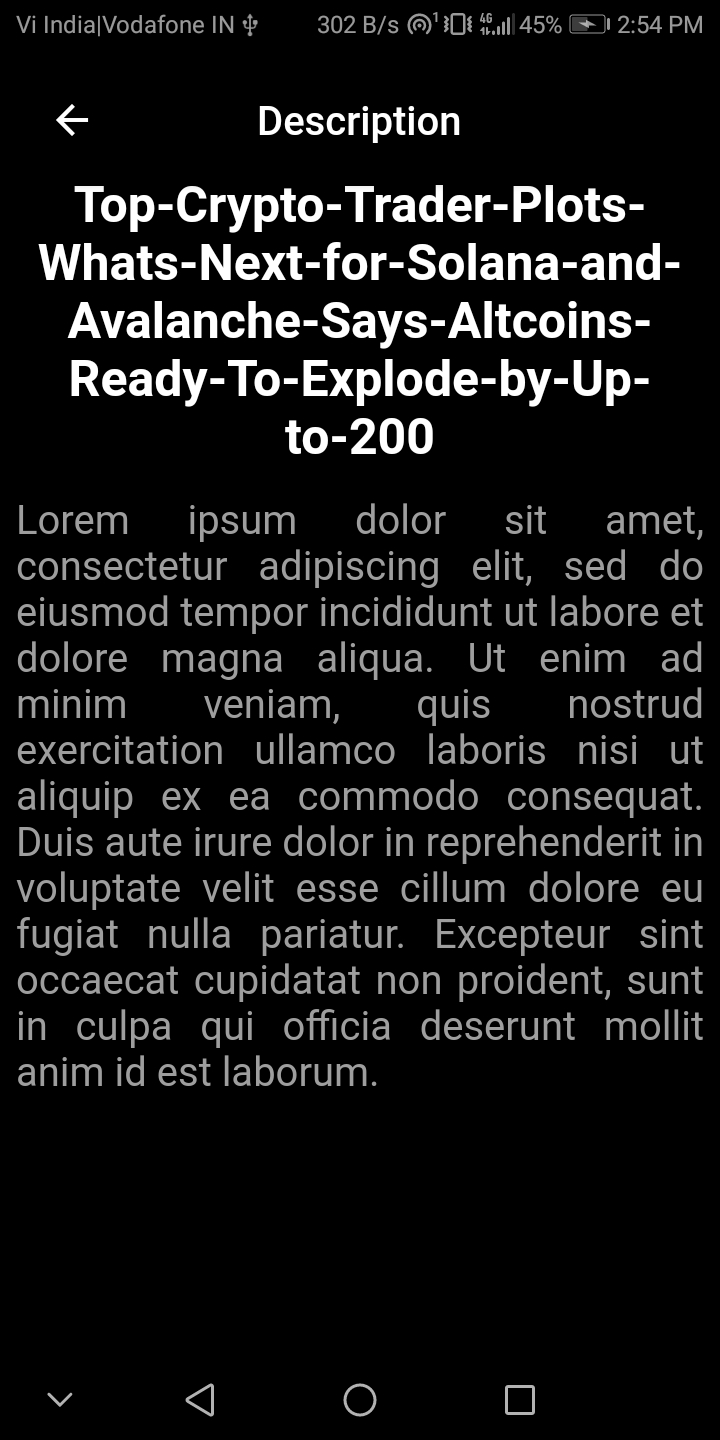 Vi India|Vodafone IN 302 B/s 1 4G 45% 2:54 PM
Description
Top-Crypto-Trader-Plots-
Whats-Next-for-Solana-and-
Avalanche-Says-Altcoins-
Ready-To-Explode-by-Up-
to-200
Lorem ipsum dolor sit amet,
consectetur adipiscing elit, sed do
eiusmod tempor incididunt ut labore et
dolore magna aliqua. Ut enim ad
minim veniam, quis nostrud
exercitation ullamco laboris nisi ut
aliquip ex ea commodo consequat.
Duis aute irure dolor in reprehenderit in
voluptate velit esse cillum dolore eu
fugiat nulla pariatur. Excepteur sint
occaecat cupidatat non proident, sunt
in culpa qui officia deserunt mollit
anim id est laborum.